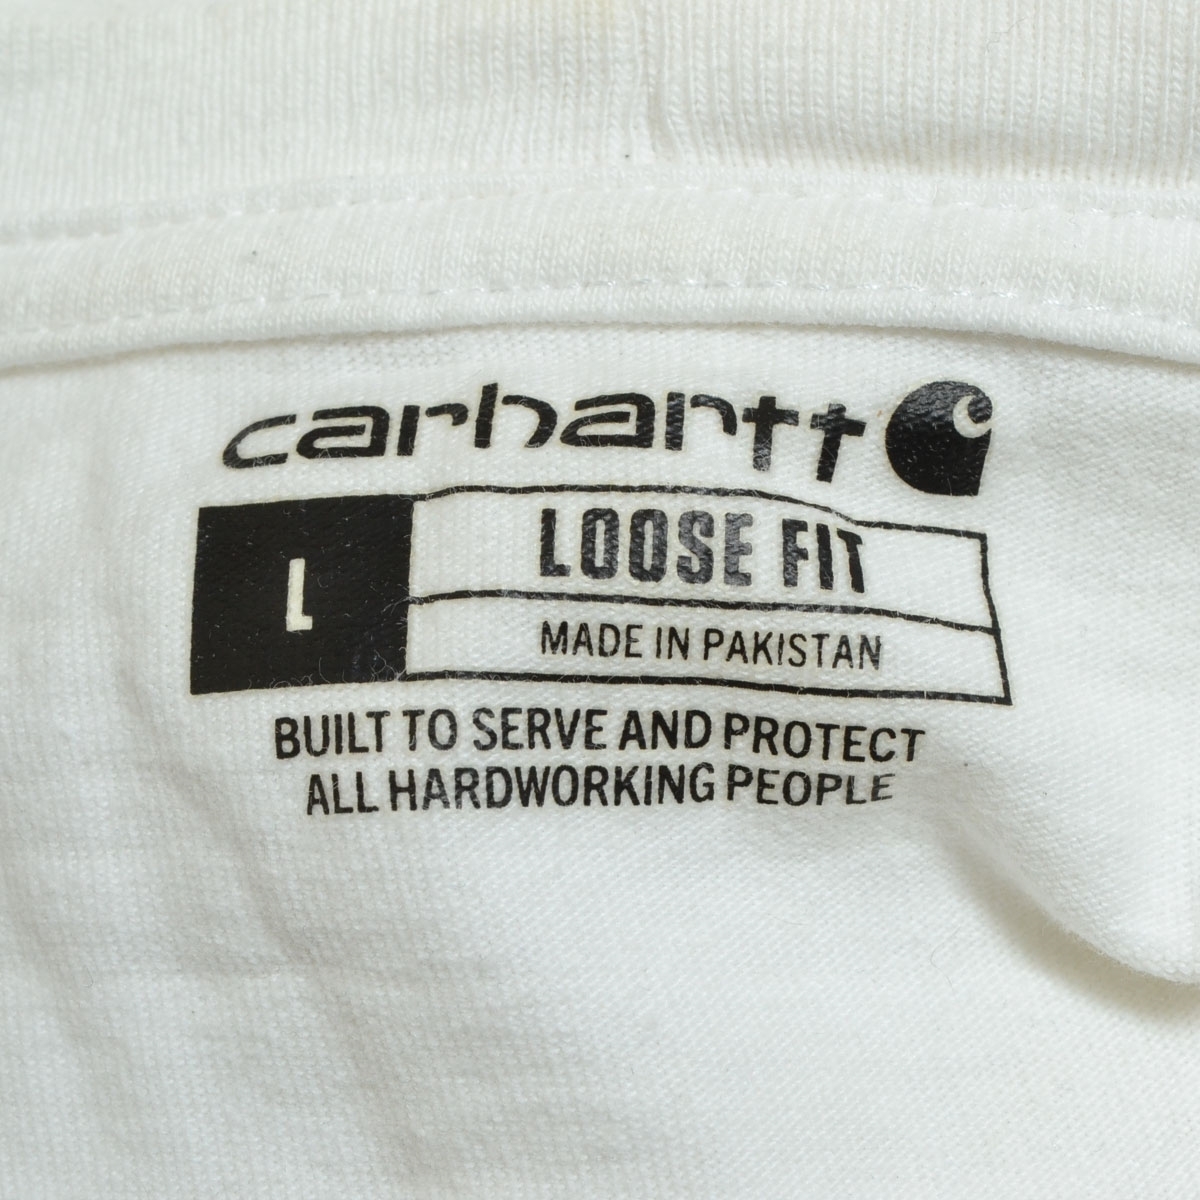 carhartt
L
LOOSE FIT
MADE IN PAKISTAN
BUILT TO SERVE AND PROTECT
ALL HARDWORKING PEOPLE